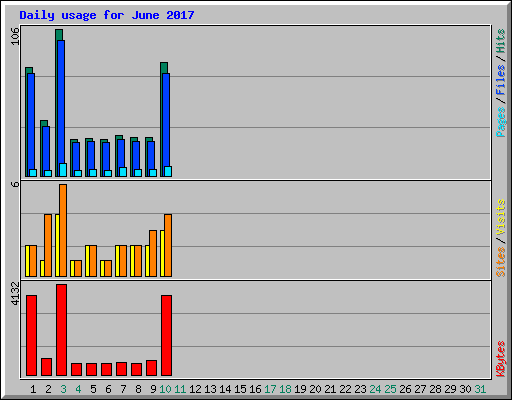 Daily usage for June 2017
106
Pages/Files/Hits
6
Sites/Visits
4132
KBytes
1 2 3 4 5 6 7 8 9 10 11 12 13 14 15 16 17 18 19 20 21 22 23 24 25 26 27 28 29 30 31